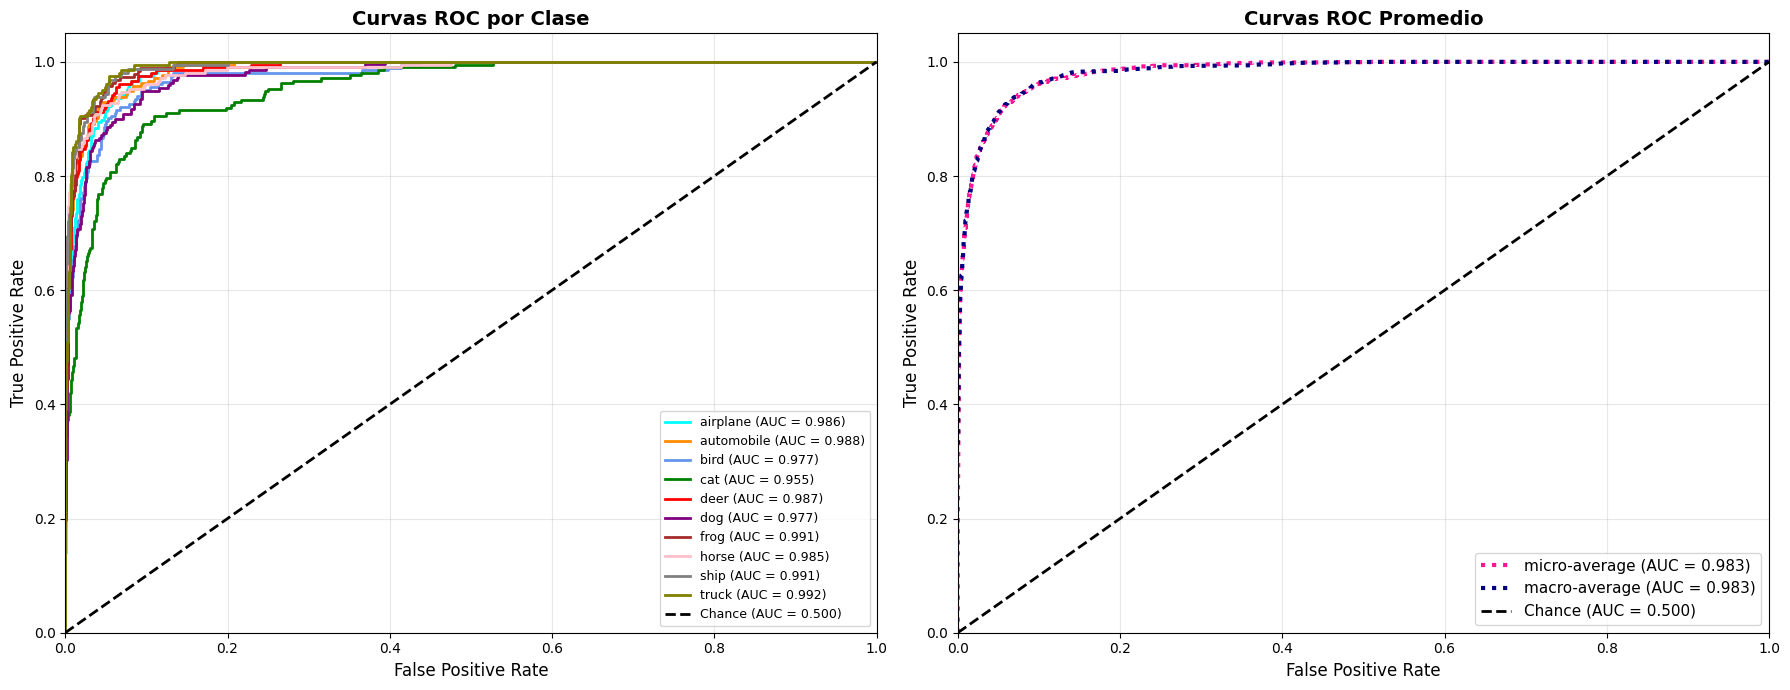 Curvas ROC por Clase
True Positive Rate
1.0
0.8
0.6
0.4
0.2
0.0
airplane (AUC = 0.986)
automobile (AUC = 0.988)
bird (AUC = 0.977)
cat (AUC = 0.955)
deer (AUC = 0.987)
dog (AUC = 0.977)
frog (AUC = 0.991)
horse (AUC = 0.985)
ship (AUC = 0.991)
truck (AUC = 0.992)
Chance (AUC = 0.500)
0.0 0.2 0.4 0.6 0.8 1.0
False Positive Rate
Curvas ROC Promedio
True Positive Rate
1.0
0.8
0.6
0.4
0.2
0.0
micro-average (AUC = 0.983)
macro-average (AUC = 0.983)
Chance (AUC = 0.500)
0.0 0.2 0.4 0.6 0.8 1.0
False Positive Rate